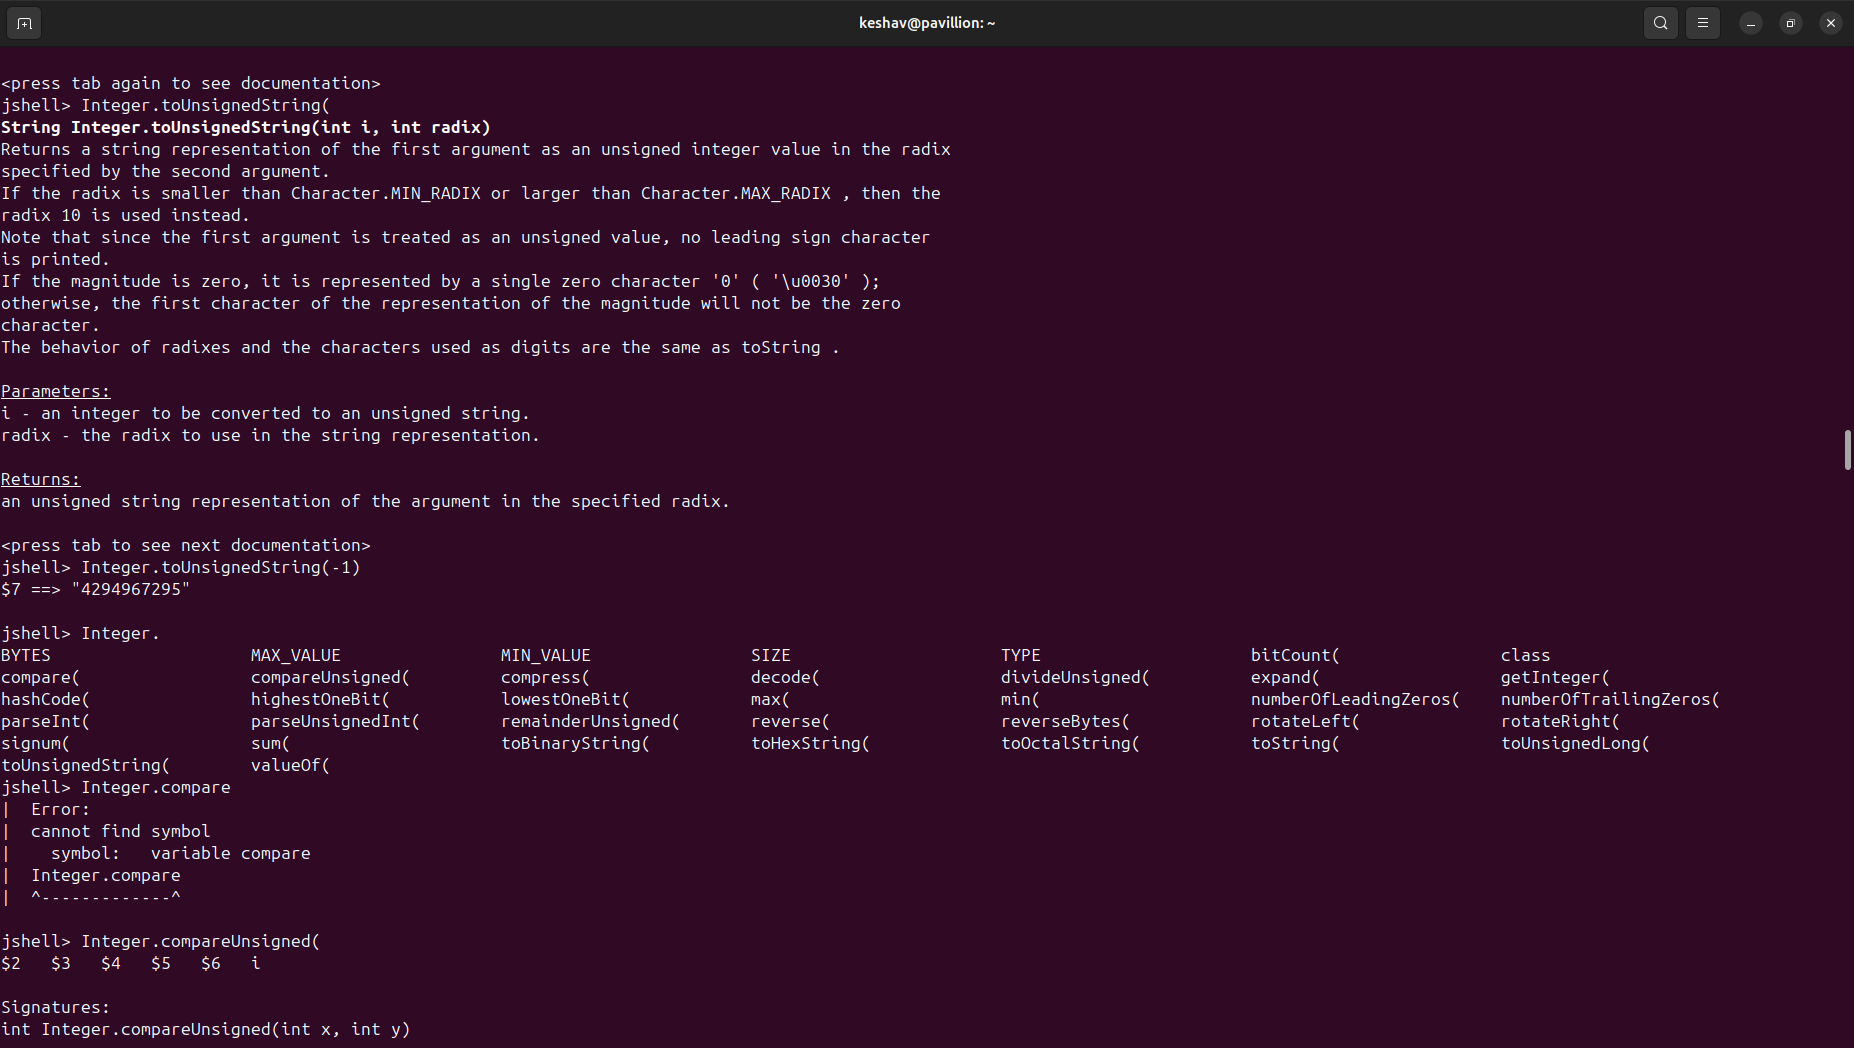 keshav@pavillion: ~
<press tab again to see documentation>
jshell> Integer.toUnsignedString(
String Integer.toUnsignedString(int i, int radix)
Returns a string representation of the first argument as an unsigned integer value in the radix
specified by the second argument.
If the radix is smaller than Character.MIN_RADIX or larger than Character.MAX_RADIX , then the
radix 10 is used instead.
Note that since the first argument is treated as an unsigned value, no leading sign character
is printed.
If the magnitude is zero, it is represented by a single zero character '0' ( '\u0030' );
otherwise, the first character of the representation of the magnitude will not be the zero
character.
The behavior of radixes and the characters used as digits are the same as toString .
Parameters:
i - an integer to be converted to an unsigned string.
radix - the radix to use in the string representation.
Returns:
an unsigned string representation of the argument in the specified radix.
<press tab to see next documentation>
jshell> Integer.toUnsignedString(-1)
$7 ==> "4294967295"
jshell> Integer.
BYTES MAX_VALUE MIN_VALUE SIZE TYPE bitCount( class
compare( compareUnsigned( compress( decode( divideUnsigned( expand( getInteger(
hashCode( highestOneBit( lowestOneBit( max( min( numberOfLeadingZeros( numberOfTrailingZeros(
parseInt( parseUnsignedInt( remainderUnsigned( reverse( reverseBytes( rotateLeft( rotateRight(
signum( sum( toBinaryString( toHexString( toOctalString( toString( toUnsignedLong(
toUnsignedString( valueOf(
jshell> Integer.compare
| Error:
| cannot find symbol
| symbol: variable compare
| Integer.compare
| ^-------------^
jshell> Integer.compareUnsigned(
$2 $3 $4 $5 $6 i
Signatures:
int Integer.compareUnsigned(int x, int y)